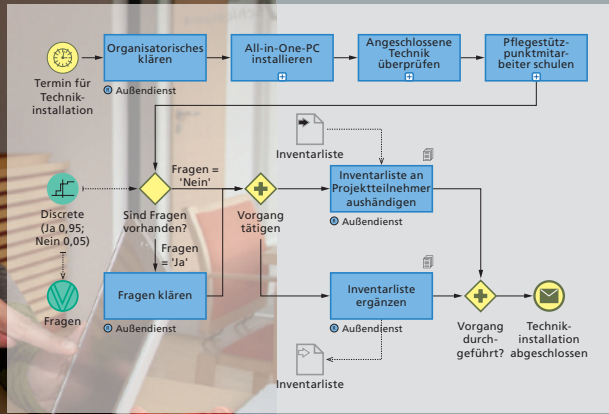 Organisatorisches
klären
All-in-One-PC
installieren
Angeschlossene
Technik
überprüfen
Pflegestütz-
punktmitar-
beiter schulen
Termin für
Technik-
installation
Außendienst
Inventarliste
Fragen =
'Nein'
Inventarliste an
Projektteilnehmer
aushändigen
Discrete
(Ja 0,95;
Nein 0,05)
Sind Fragen
vorhanden?
Vorgang
tätigen
Außendienst
Fragen
= 'Ja'
Fragen
Fragen klären
Inventarliste
ergänzen
Außendienst
Außendienst
Vorgang
durch-
geführt?
Technik-
installation
abgeschlossen
Inventarliste